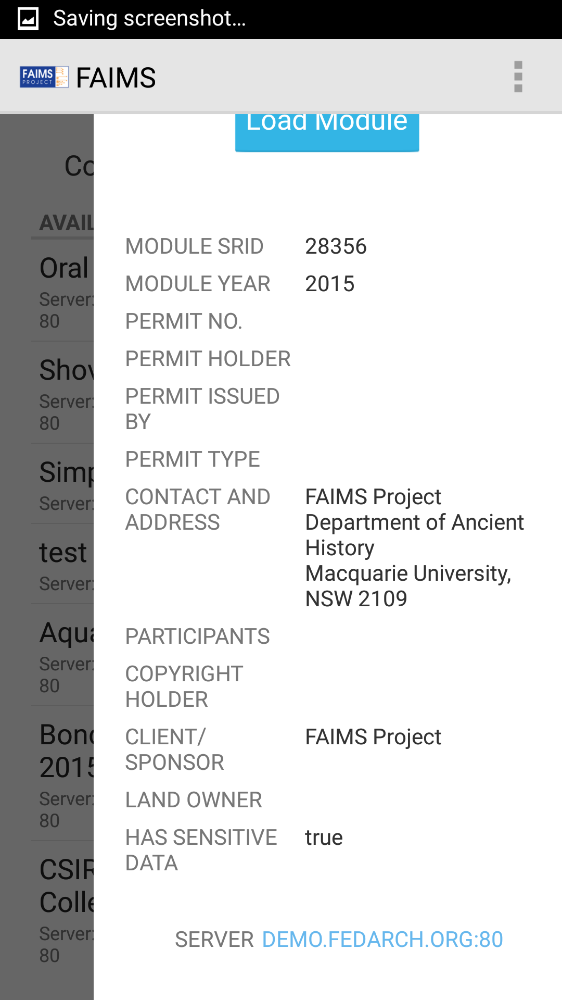 Saving screenshot...
FAIMS
PROJECT
FAIMS
Load Module
Co
AVAIL
Oral
Server:
80
Shov
Server:
80
Simp
Server:
test
Server:
Aqua
Server:
80
Bond
2015
Server:
80
CSIR
Colle
Server:
80
MODULE SRID 28356
MODULE YEAR 2015
PERMIT NO.
PERMIT HOLDER
PERMIT ISSUED
BY
PERMIT TYPE
CONTACT AND
ADDRESS
FAIMS Project
Department of Ancient
History
Macquarie University,
NSW 2109
PARTICIPANTS
COPYRIGHT
HOLDER
CLIENT/
SPONSOR
FAIMS Project
LAND OWNER
HAS SENSITIVE
DATA
true
SERVER DEMO.FEDARCH.ORG:80